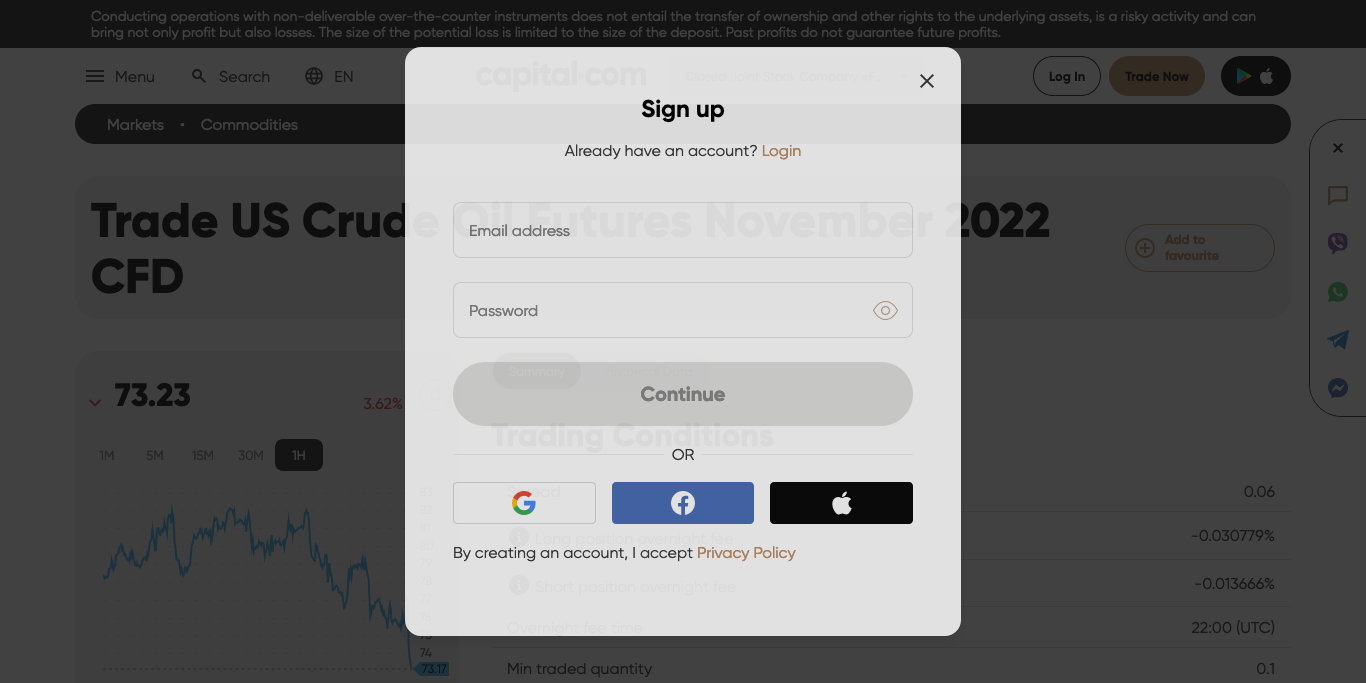 Conducting operations with non-deliverable over-the-counter instruments does not entail the transfer of ownership and other rights to the underlying assets, is a risky activity and can
bring not only profit but also losses. The size of the potential loss is limited to the size of the deposit. Past profits do not guarantee future profits.
Menu Search EN capital.com Log In Trade Now
Markets • Commodities
Sign up
Already have an account? Login
Trade US Crude Oil Futures November 2022
CFD
Add to
favourite
Email address
Password
73.23 3.62%
Summary
Continue
Trading Conditions
1M 5M 15M 30M 1H
OR
Spread 0.06
Long position overnight fee -0.030779%
By creating an account, I accept Privacy Policy
Short position overnight fee -0.013666%
Overnight fee time 22:00 (UTC)
74
Min traded quantity 0.1
73.17